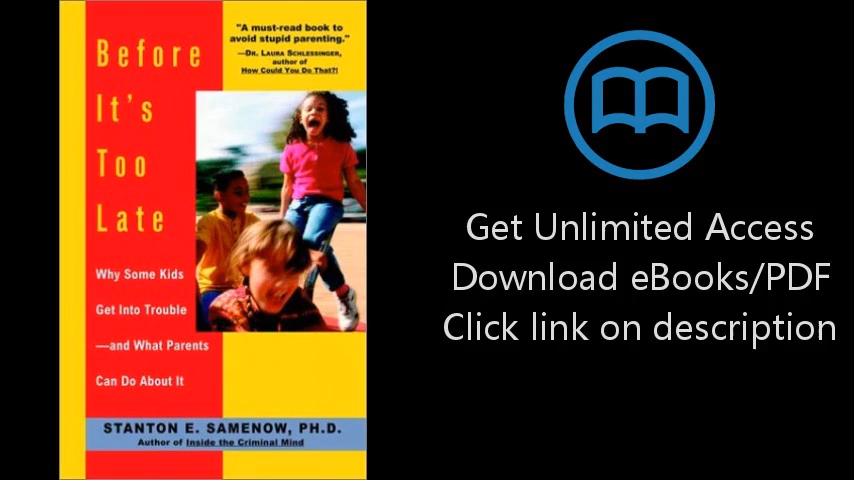 "A must-read book to
avoid stupid parenting."
—DR. LAURA SCHLESSINGER,
author of
How Could You Do That?!
Before
It's
Too
Late
Why Some Kids
Get Into Trouble
—and What Parents
Can Do About It
STANTON E. SAMENOW, PH.D.
Author of Inside the Criminal Mind
Get Unlimited Access
Download eBooks/PDF
Click link on description